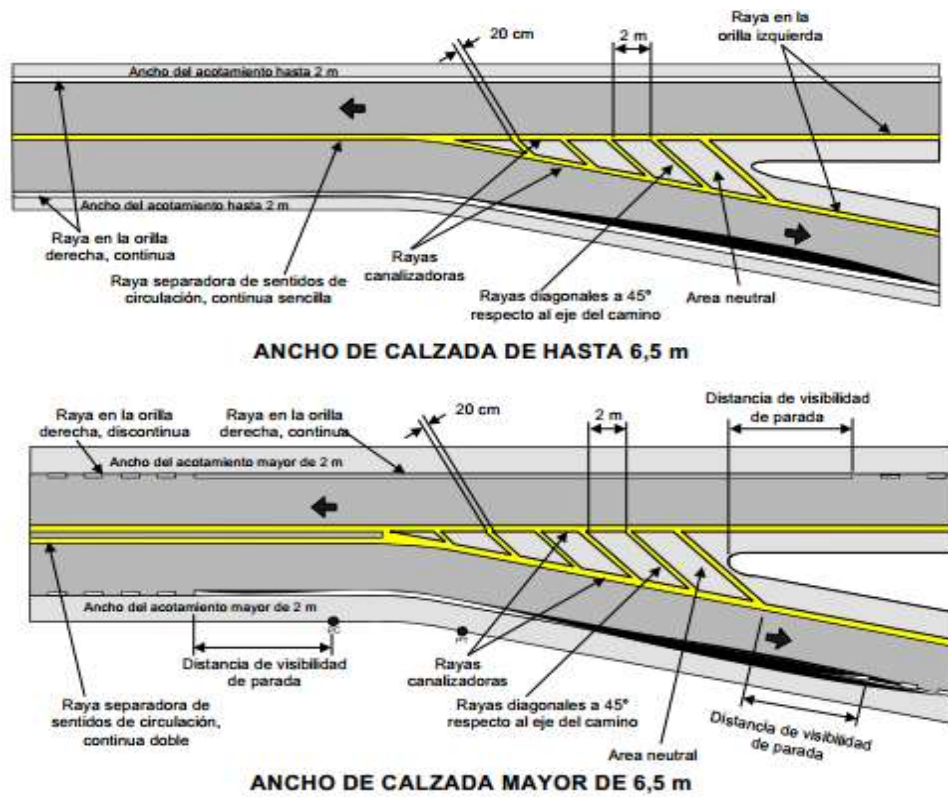 Raya en la
orilla izquierda
20 cm
2 m
Ancho del acotamiento hasta 2 m
Ancho del acotamiento hasta 2 m
Raya en la orilla
derecha, continua
Raya separadora de sentidos de
circulación, continua sencilla
Rayas
canalizadoras
Rayas diagonales a 45°
respecto al eje del camino
Area neutral
ANCHO DE CALZADA DE HASTA 6,5 m
Raya en la orilla
derecha, discontinua
Raya en la orilla
derecha, continua
20 cm
2 m
Distancia de visibilidad
de parada
Ancho del acotamiento mayor de 2 m
Ancho del acotamiento mayor de 2 m
Distancia de visibilidad
de parada
Raya separadora de
sentidos de circulación,
continua doble
Rayas
canalizadoras
Rayas diagonales a 45°
respecto al eje del camino
Area neutral
Distancia de visibilidad
de parada
ANCHO DE CALZADA MAYOR DE 6,5 m